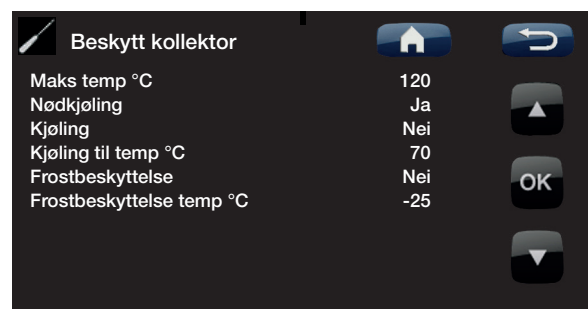 Beskytt kollektor
Maks temp °C 120
Nødkjøling Ja
Kjøling Nei
Kjøling til temp °C 70
Frostbeskyttelse Nei
Frostbeskyttelse temp °C -25
OK